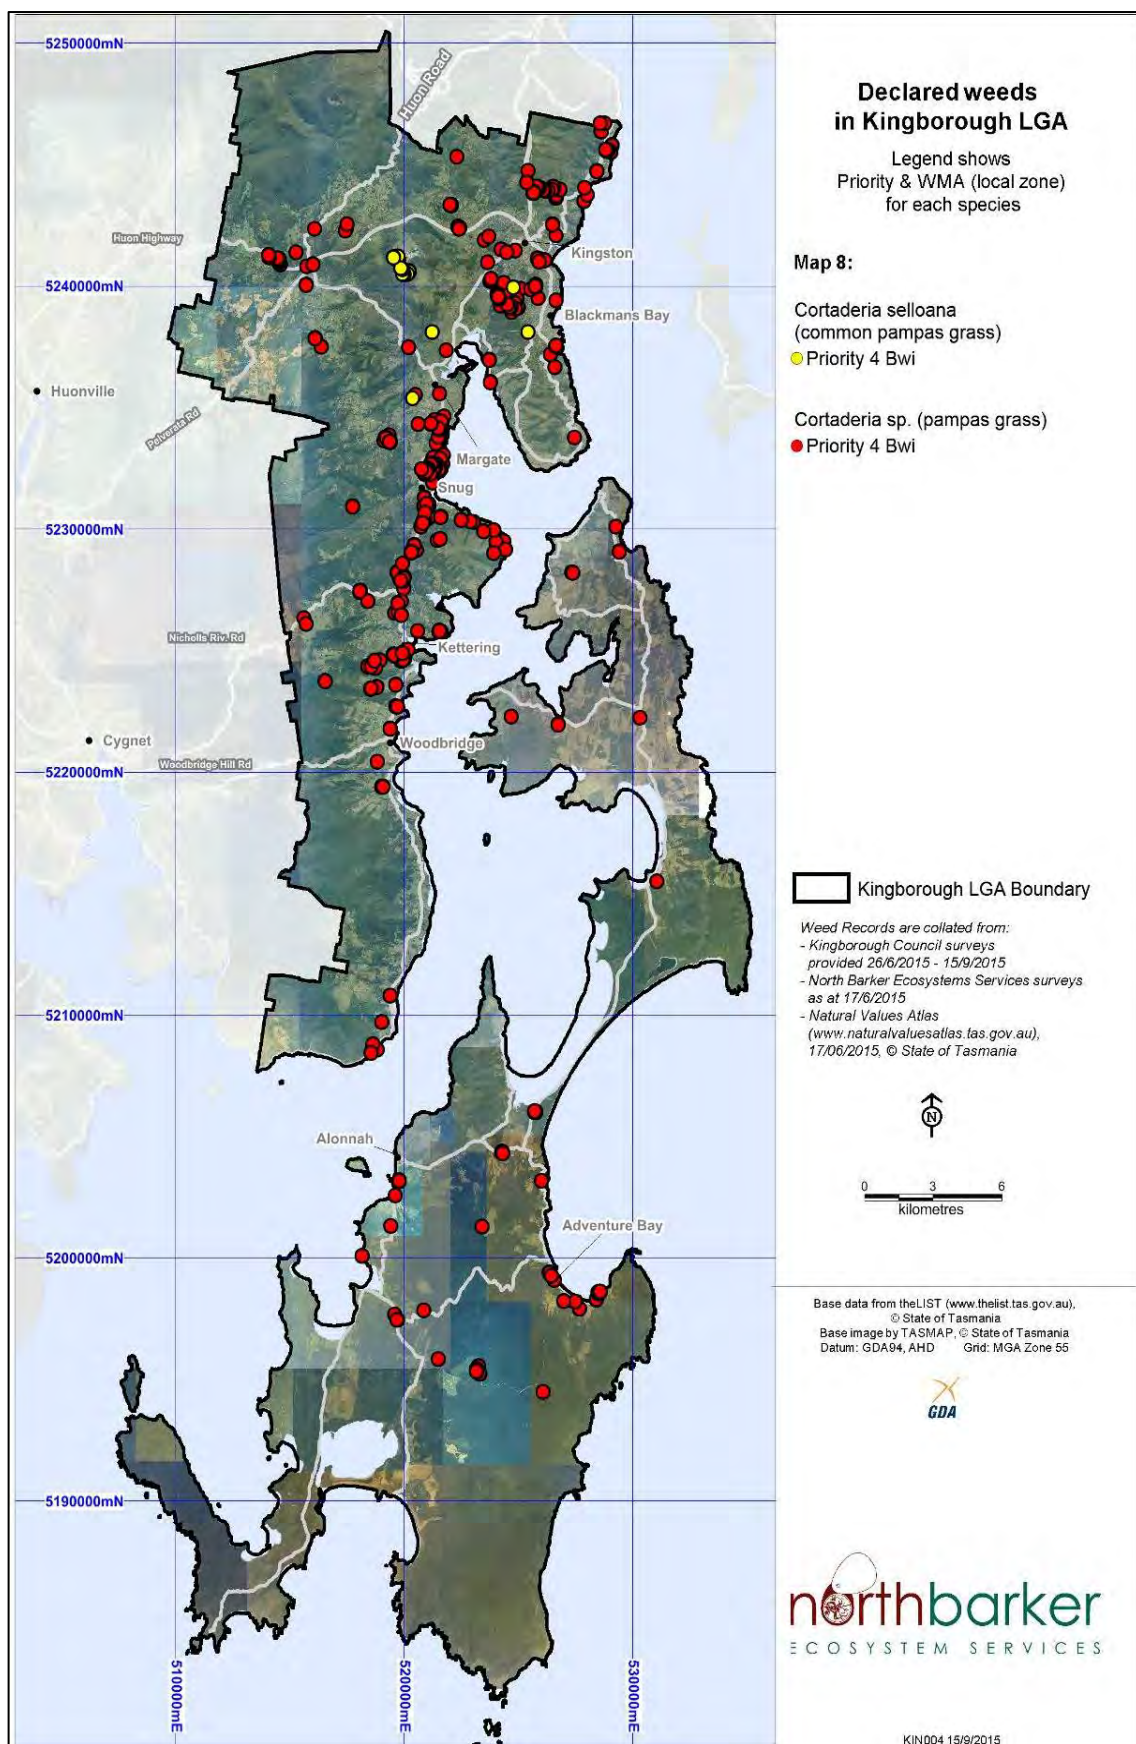 5250000mN
Huon Road
Huon Highway
Kingston
5240000mN
Blackmans Bay
Huonville
Pelverata Rd
Margate
Snug
5230000mN
Nicholls Riv. Rd
Kettering
Cygnet
Woodbridge
Woodbridge Hill Rd
5220000mN
5210000mN
Alonnah
Adventure Bay
5200000mN
5190000mN
510000mE
520000mE
530000mE
Declared weeds
in Kingborough LGA
Legend shows
Priority & WMA (local zone)
for each species
Map 8:
Cortaderia selloana
(common pampas grass)
Priority 4 Bwi
Cortaderia sp. (pampas grass)
Priority 4 Bwi
Kingborough LGA Boundary
Weed Records are collated from:
- Kingborough Council surveys
provided 26/6/2015 - 15/9/2015
- North Barker Ecosystems Services surveys
as at 17/6/2015
- Natural Values Atlas
(www.naturalvaluesatlas.tas.gov.au),
17/06/2015, © State of Tasmania
N
0 3 6
kilometres
Base data from theLIST (www.thelist.tas.gov.au),
© State of Tasmania
Base image by TASMAP, © State of Tasmania
Datum: GDA94, AHD Grid: MGA Zone 55
GDA
northbarker
ECOSYSTEM SERVICES
KIN004 15/9/2015